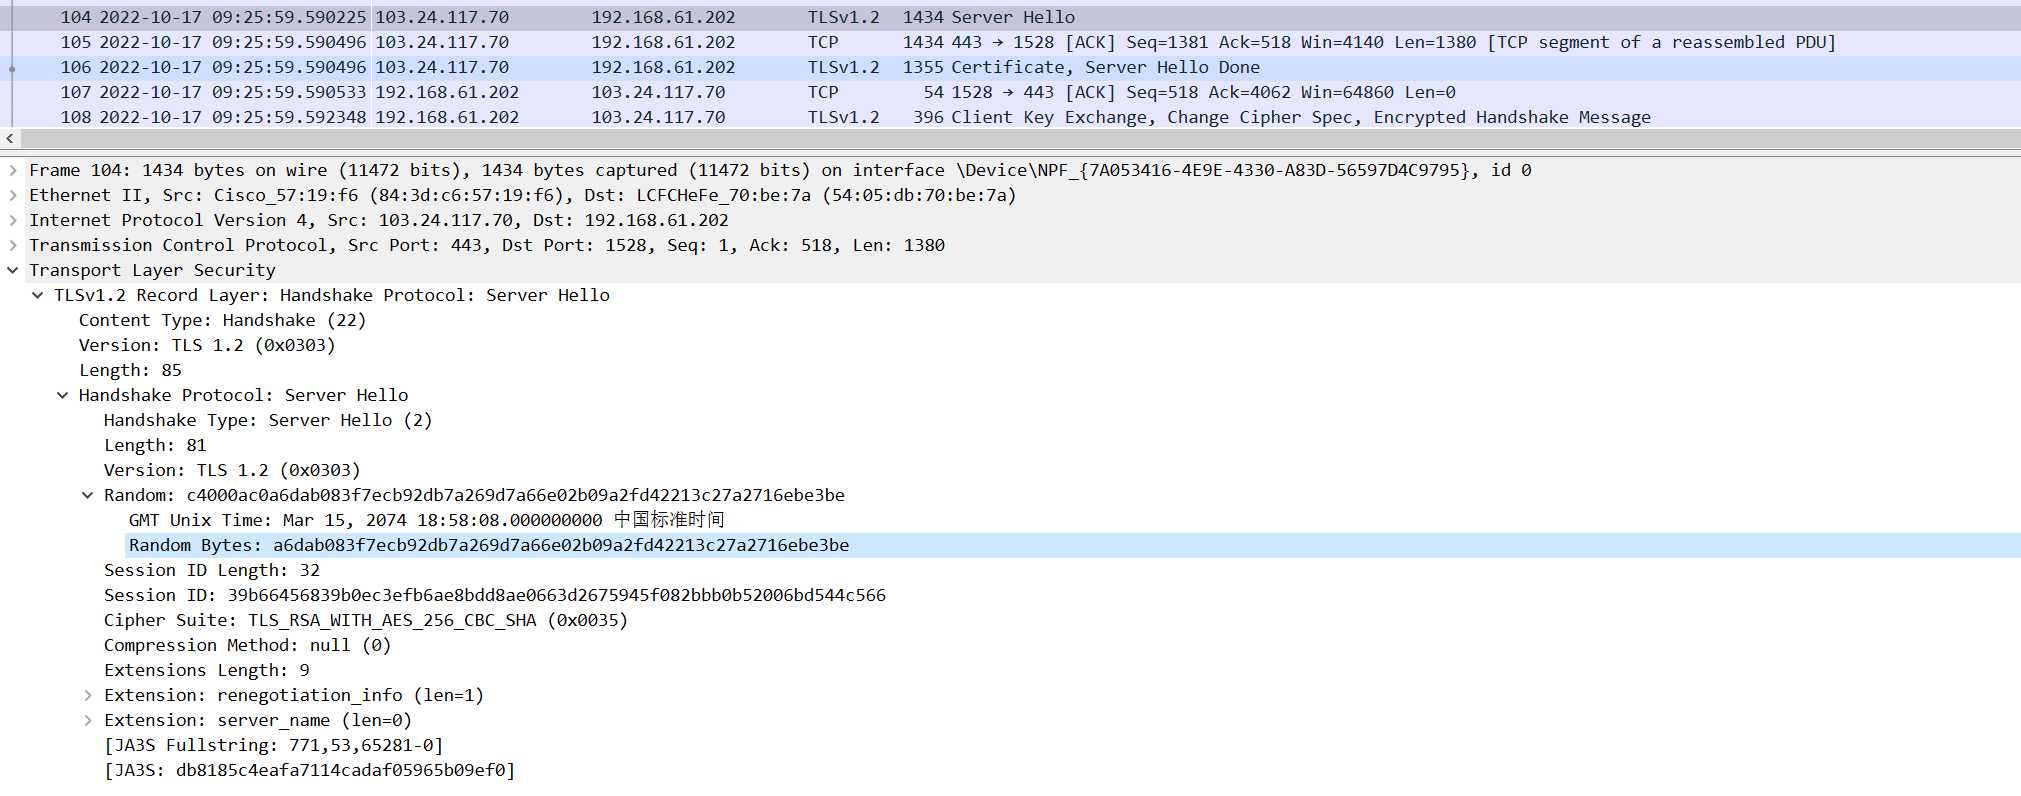 104 2022-10-17 09:25:59.590225 103.24.117.70 192.168.61.202 TLSv1.2 1434 Server Hello
105 2022-10-17 09:25:59.590496 103.24.117.70 192.168.61.202 TCP 1434 443 → 1528 [ACK] Seq=1381 Ack=518 Win=4140 Len=1380 [TCP segment of a reassembled PDU]
106 2022-10-17 09:25:59.590496 103.24.117.70 192.168.61.202 TLSv1.2 1355 Certificate, Server Hello Done
107 2022-10-17 09:25:59.590533 192.168.61.202 103.24.117.70 TCP 54 1528 → 443 [ACK] Seq=518 Ack=4062 Win=64860 Len=0
108 2022-10-17 09:25:59.592348 192.168.61.202 103.24.117.70 TLSv1.2 396 Client Key Exchange, Change Cipher Spec, Encrypted Handshake Message
Frame 104: 1434 bytes on wire (11472 bits), 1434 bytes captured (11472 bits) on interface \Device\NPF_{7A053416-4E9E-4330-A83D-56597D4C9795}, id 0
Ethernet II, Src: Cisco_57:19:f6 (84:3d:c6:57:19:f6), Dst: LCFCHeFe_70:be:7a (54:05:db:70:be:7a)
Internet Protocol Version 4, Src: 103.24.117.70, Dst: 192.168.61.202
Transmission Control Protocol, Src Port: 443, Dst Port: 1528, Seq: 1, Ack: 518, Len: 1380
Transport Layer Security
TLSv1.2 Record Layer: Handshake Protocol: Server Hello
Content Type: Handshake (22)
Version: TLS 1.2 (0x0303)
Length: 85
Handshake Protocol: Server Hello
Handshake Type: Server Hello (2)
Length: 81
Version: TLS 1.2 (0x0303)
Random: c4000ac0a6dab083f7ecb92db7a269d7a66e02b09a2fd42213c27a2716ebe3be
GMT Unix Time: Mar 15, 2074 18:58:08.000000000 中国标准时间
Random Bytes: a6dab083f7ecb92db7a269d7a66e02b09a2fd42213c27a2716ebe3be
Session ID Length: 32
Session ID: 39b66456839b0ec3efb6ae8bdd8ae0663d2675945f082bbb0b52006bd544c566
Cipher Suite: TLS_RSA_WITH_AES_256_CBC_SHA (0x0035)
Compression Method: null (0)
Extensions Length: 9
Extension: renegotiation_info (len=1)
Extension: server_name (len=0)
[JA3S Fullstring: 771,53,65281-0]
[JA3S: db8185c4eafa7114cadaf05965b09ef0]